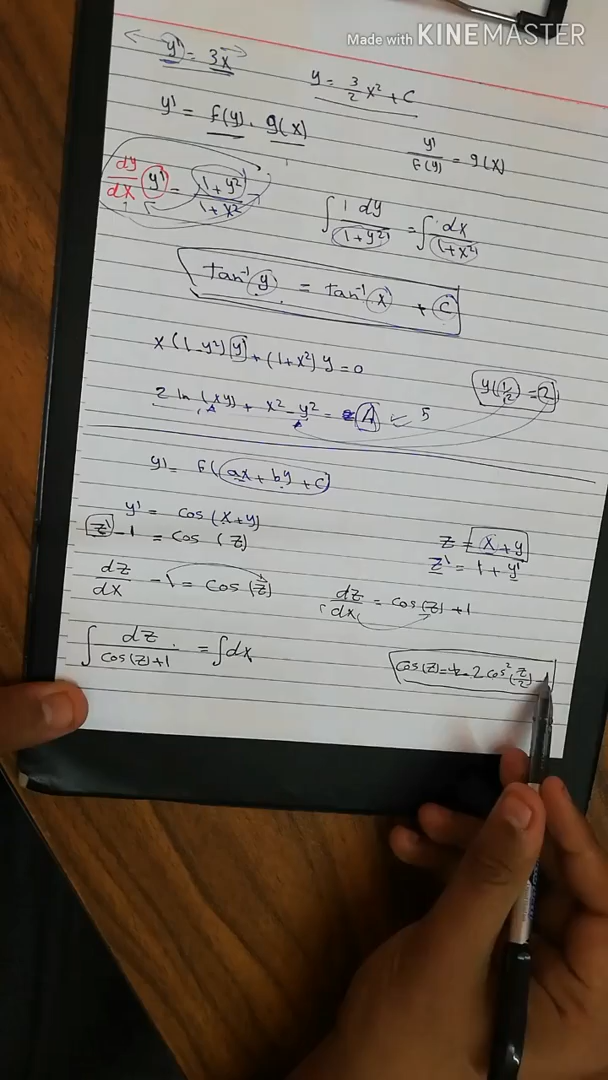 Made with KINEMASTER
y' = 3x
y = 3/2 x² + C
y' = f(y) . g(x)
y'/f(y) = g(x)
dy/dx y' = 1+y²/1+x²
∫ 1 dy/(1+y²) = ∫ dx/(1+x²)
tan⁻¹ y = tan⁻¹ x + C
x(1-y²)y' + (1+x²)y = 0
y(1/2) = 2
2 ln (xy) + x² - y² = A 5
y' = f(ax + by + c)
y' = cos(x+y)
z = x+y
z' - 1 = cos (z)
z' = 1 + y'
dz/dx - 1 = cos(z)
dz/dx = cos(z) + 1
∫ dz/cos(z)+1 = ∫ dx
cos(z) = 2 cos²(z/2) -